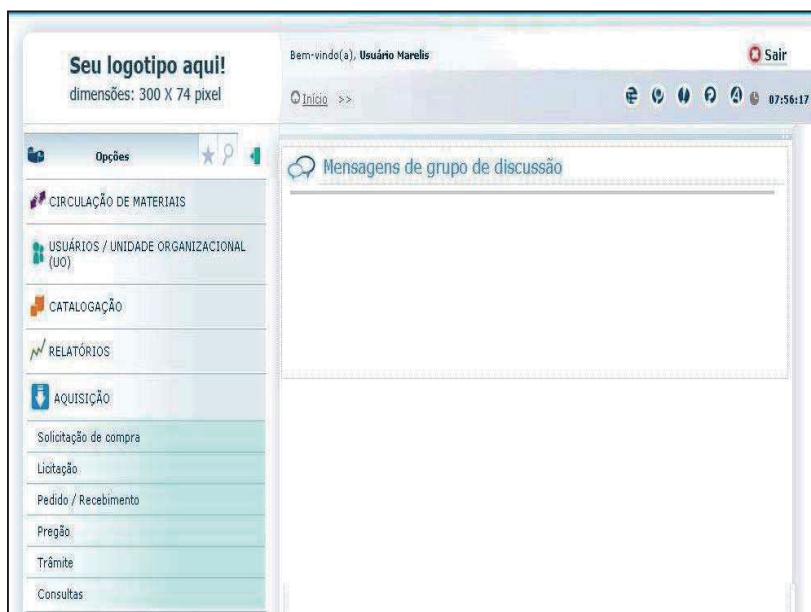 Seu logotipo aqui!
dimensões: 300 X 74 pixel
Bem-vindo(a), Usuário Marelis
Sair
Início >>
07:56:17
Opções
Mensagens de grupo de discussão
CIRCULAÇÃO DE MATERIAIS
USUÁRIOS / UNIDADE ORGANIZACIONAL
(UO)
CATALOGAÇÃO
RELATÓRIOS
AQUISIÇÃO
Solicitação de compra
Licitação
Pedido / Recebimento
Pregão
Trâmite
Consultas